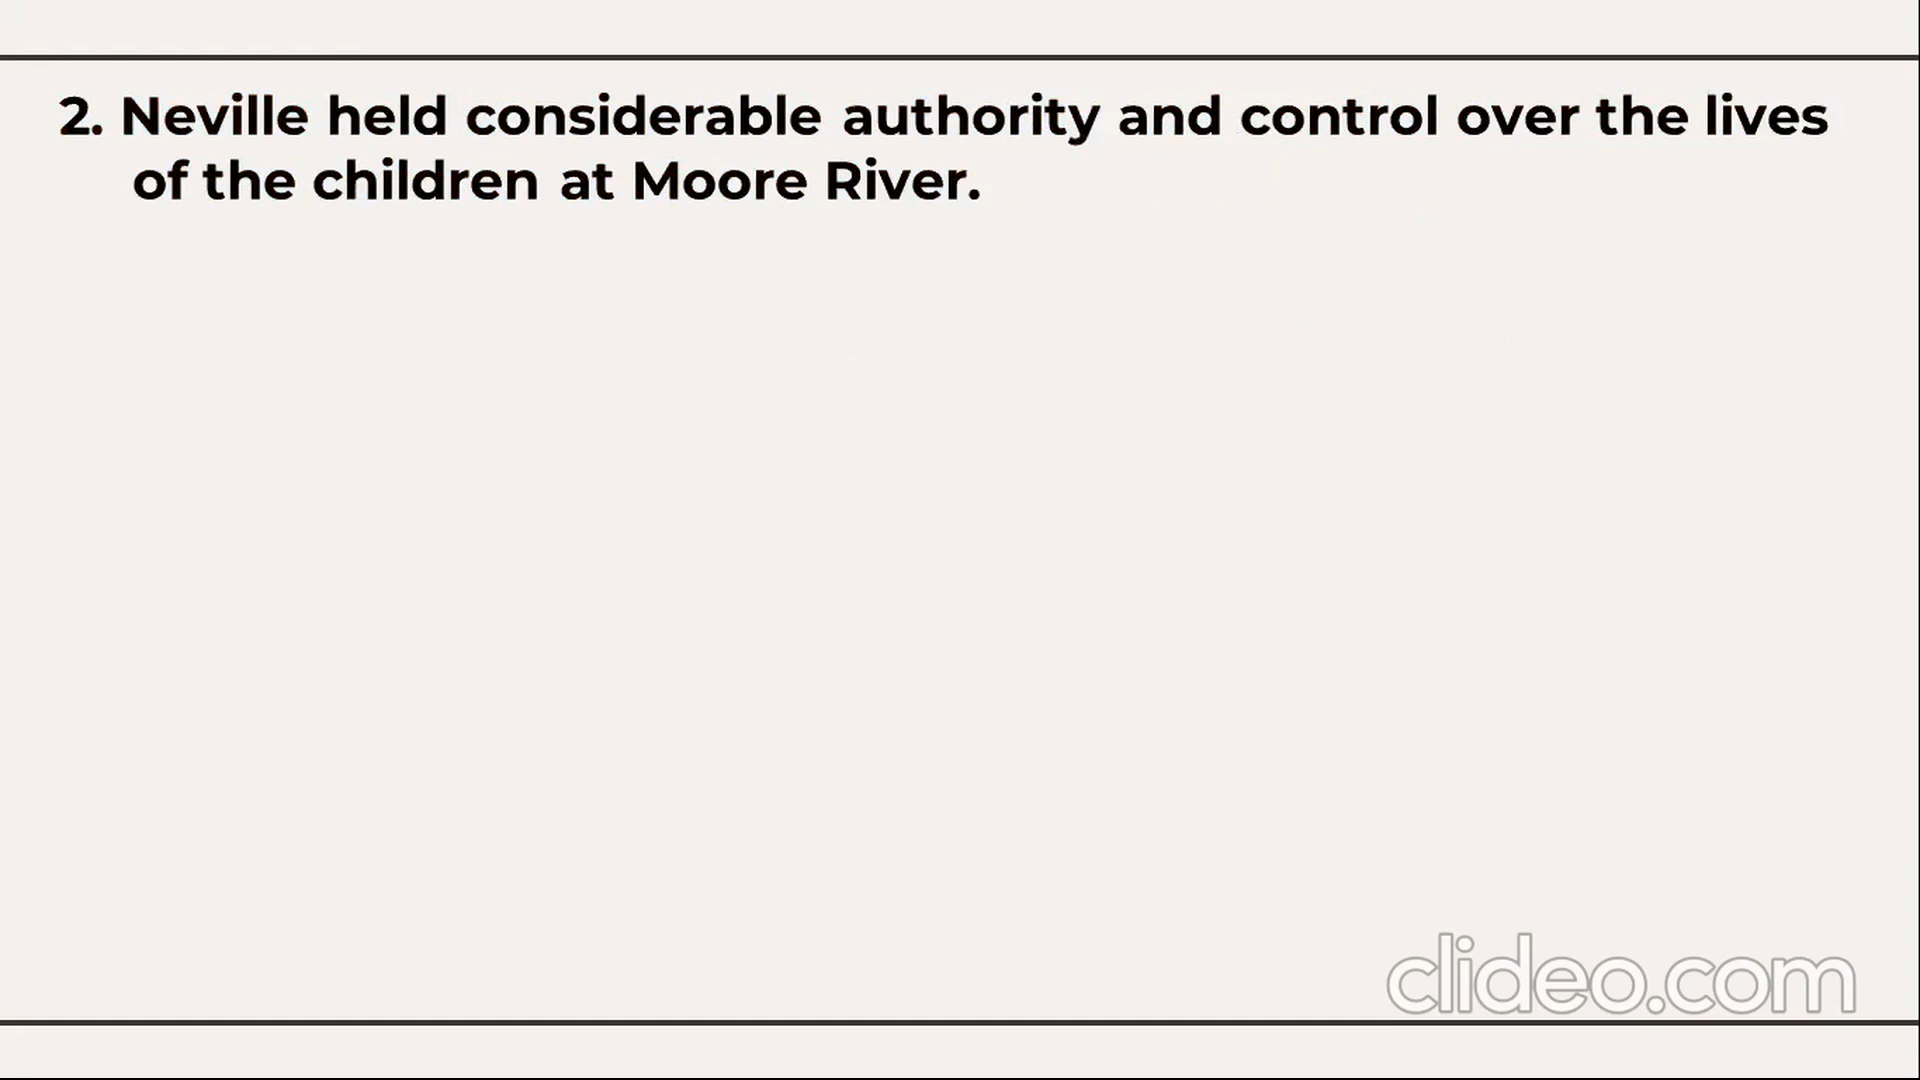 2. Neville held considerable authority and control over the lives
of the children at Moore River.
clideo.com